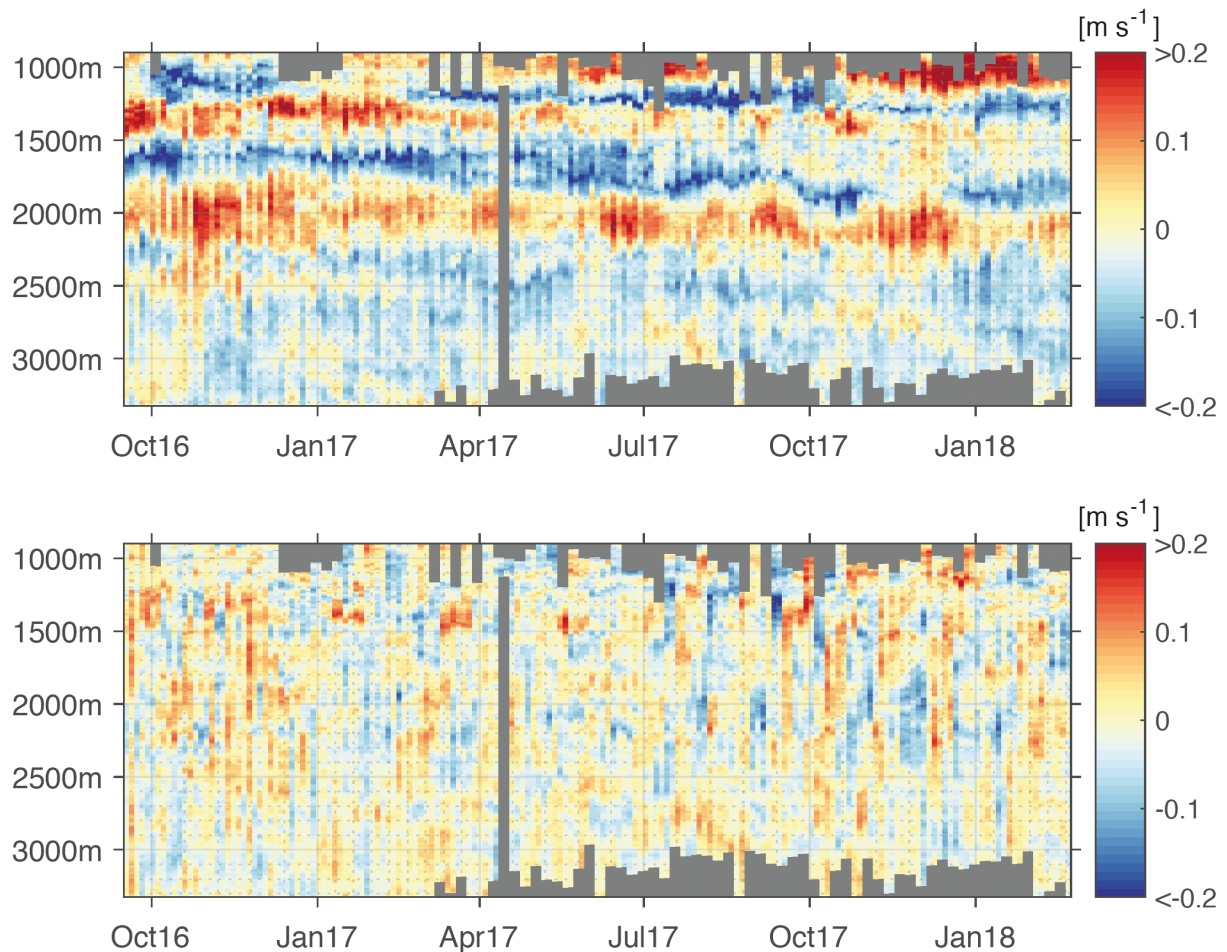 [m s-1]
1000m
1500m
2000m
2500m
3000m
>0.2
0.1
0
-0.1
<-0.2
Oct16 Jan17 Apr17 Jul17 Oct17 Jan18
[m s-1]
1000m
1500m
2000m
2500m
3000m
>0.2
0.1
0
-0.1
<-0.2
Oct16 Jan17 Apr17 Jul17 Oct17 Jan18